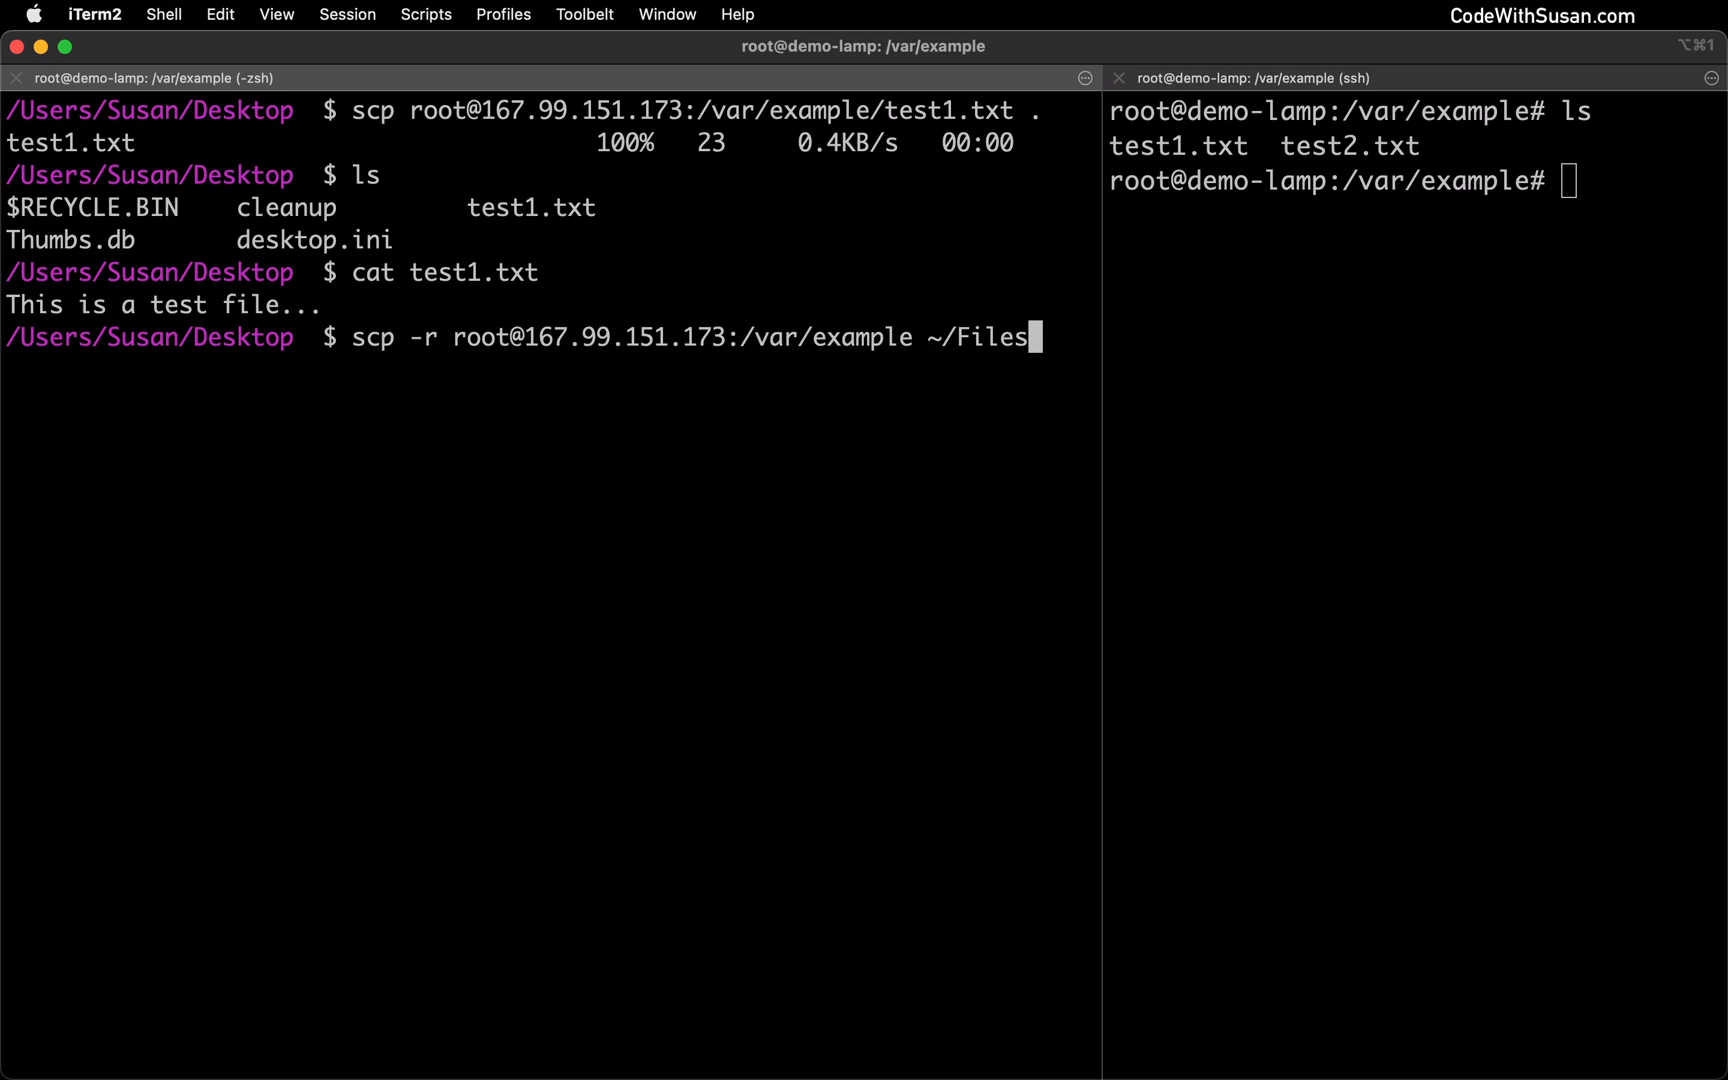 iTerm2 Shell Edit View Session Scripts Profiles Toolbelt Window Help CodeWithSusan.com
root@demo-lamp: /var/example ⌥⌘1
root@demo-lamp: /var/example (-zsh)
/Users/Susan/Desktop $ scp root@167.99.151.173:/var/example/test1.txt .
test1.txt 100% 23 0.4KB/s 00:00
/Users/Susan/Desktop $ ls
$RECYCLE.BIN cleanup test1.txt
Thumbs.db desktop.ini
/Users/Susan/Desktop $ cat test1.txt
This is a test file...
/Users/Susan/Desktop $ scp -r root@167.99.151.173:/var/example ~/Files
root@demo-lamp: /var/example (ssh)
root@demo-lamp:/var/example# ls
test1.txt test2.txt
root@demo-lamp:/var/example#